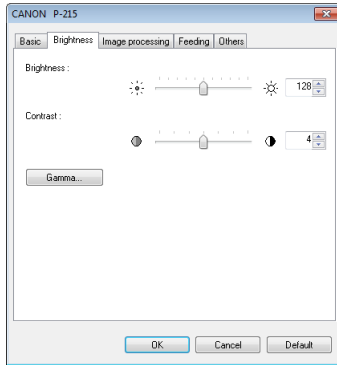 CANON P-215
Basic Brightness Image processing Feeding Others
Brightness :
128
Contrast :
4
Gamma...
OK Cancel Default